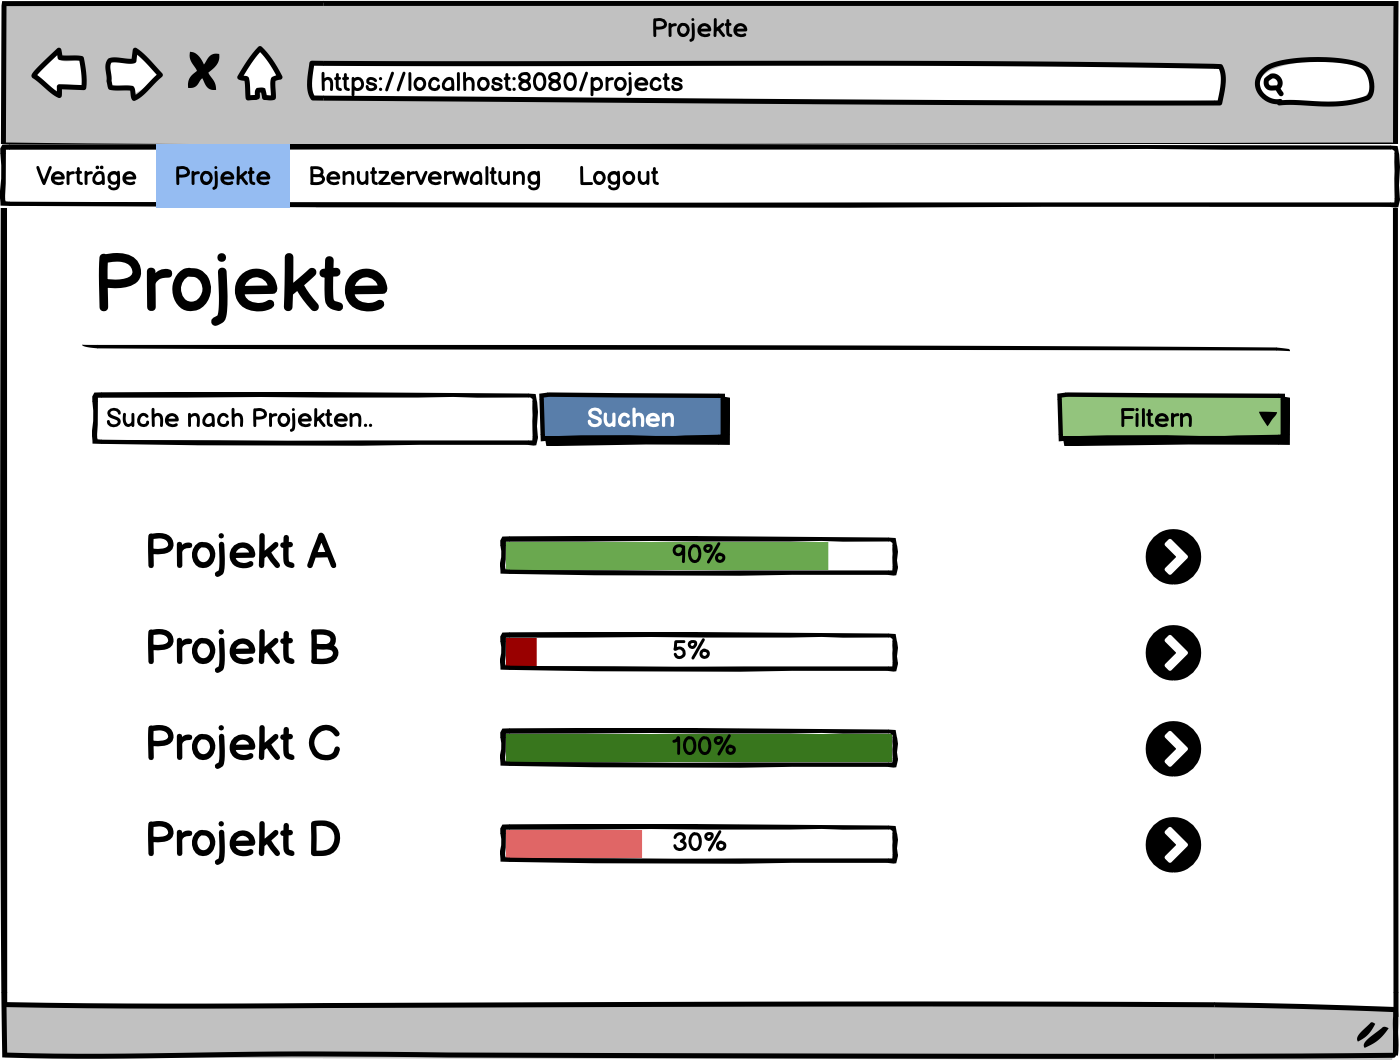 Projekte
https://localhost:8080/projects
Verträge Projekte Benutzerverwaltung Logout
Projekte
Suche nach Projekten.. Suchen Filtern
Projekt A 90%
Projekt B 5%
Projekt C 100%
Projekt D 30%